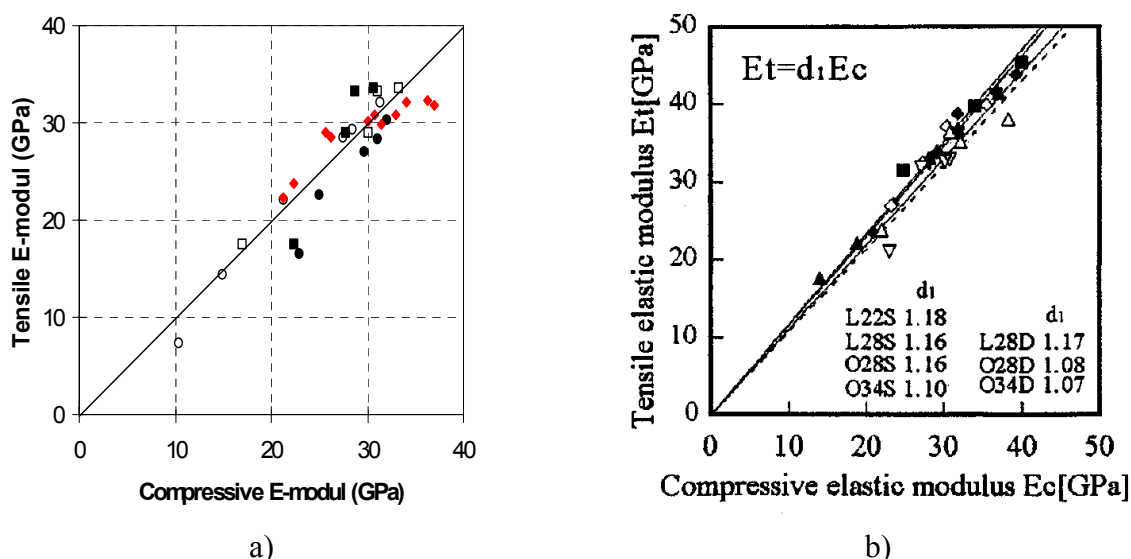 40
30
20
10
0
0 10 20 30 40
Tensile E-modul (GPa)
Compressive E-modul (GPa)
a)
50
40
30
20
10
0
0 10 20 30 40 50
Tensile elastic modulus Et[GPa]
Et=d1Ec
d1
L22S 1.18
L28S 1.16
O28S 1.16
O34S 1.10
d1
L28D 1.17
O28D 1.08
O34D 1.07
Compressive elastic modulus Ec[GPa]
b)